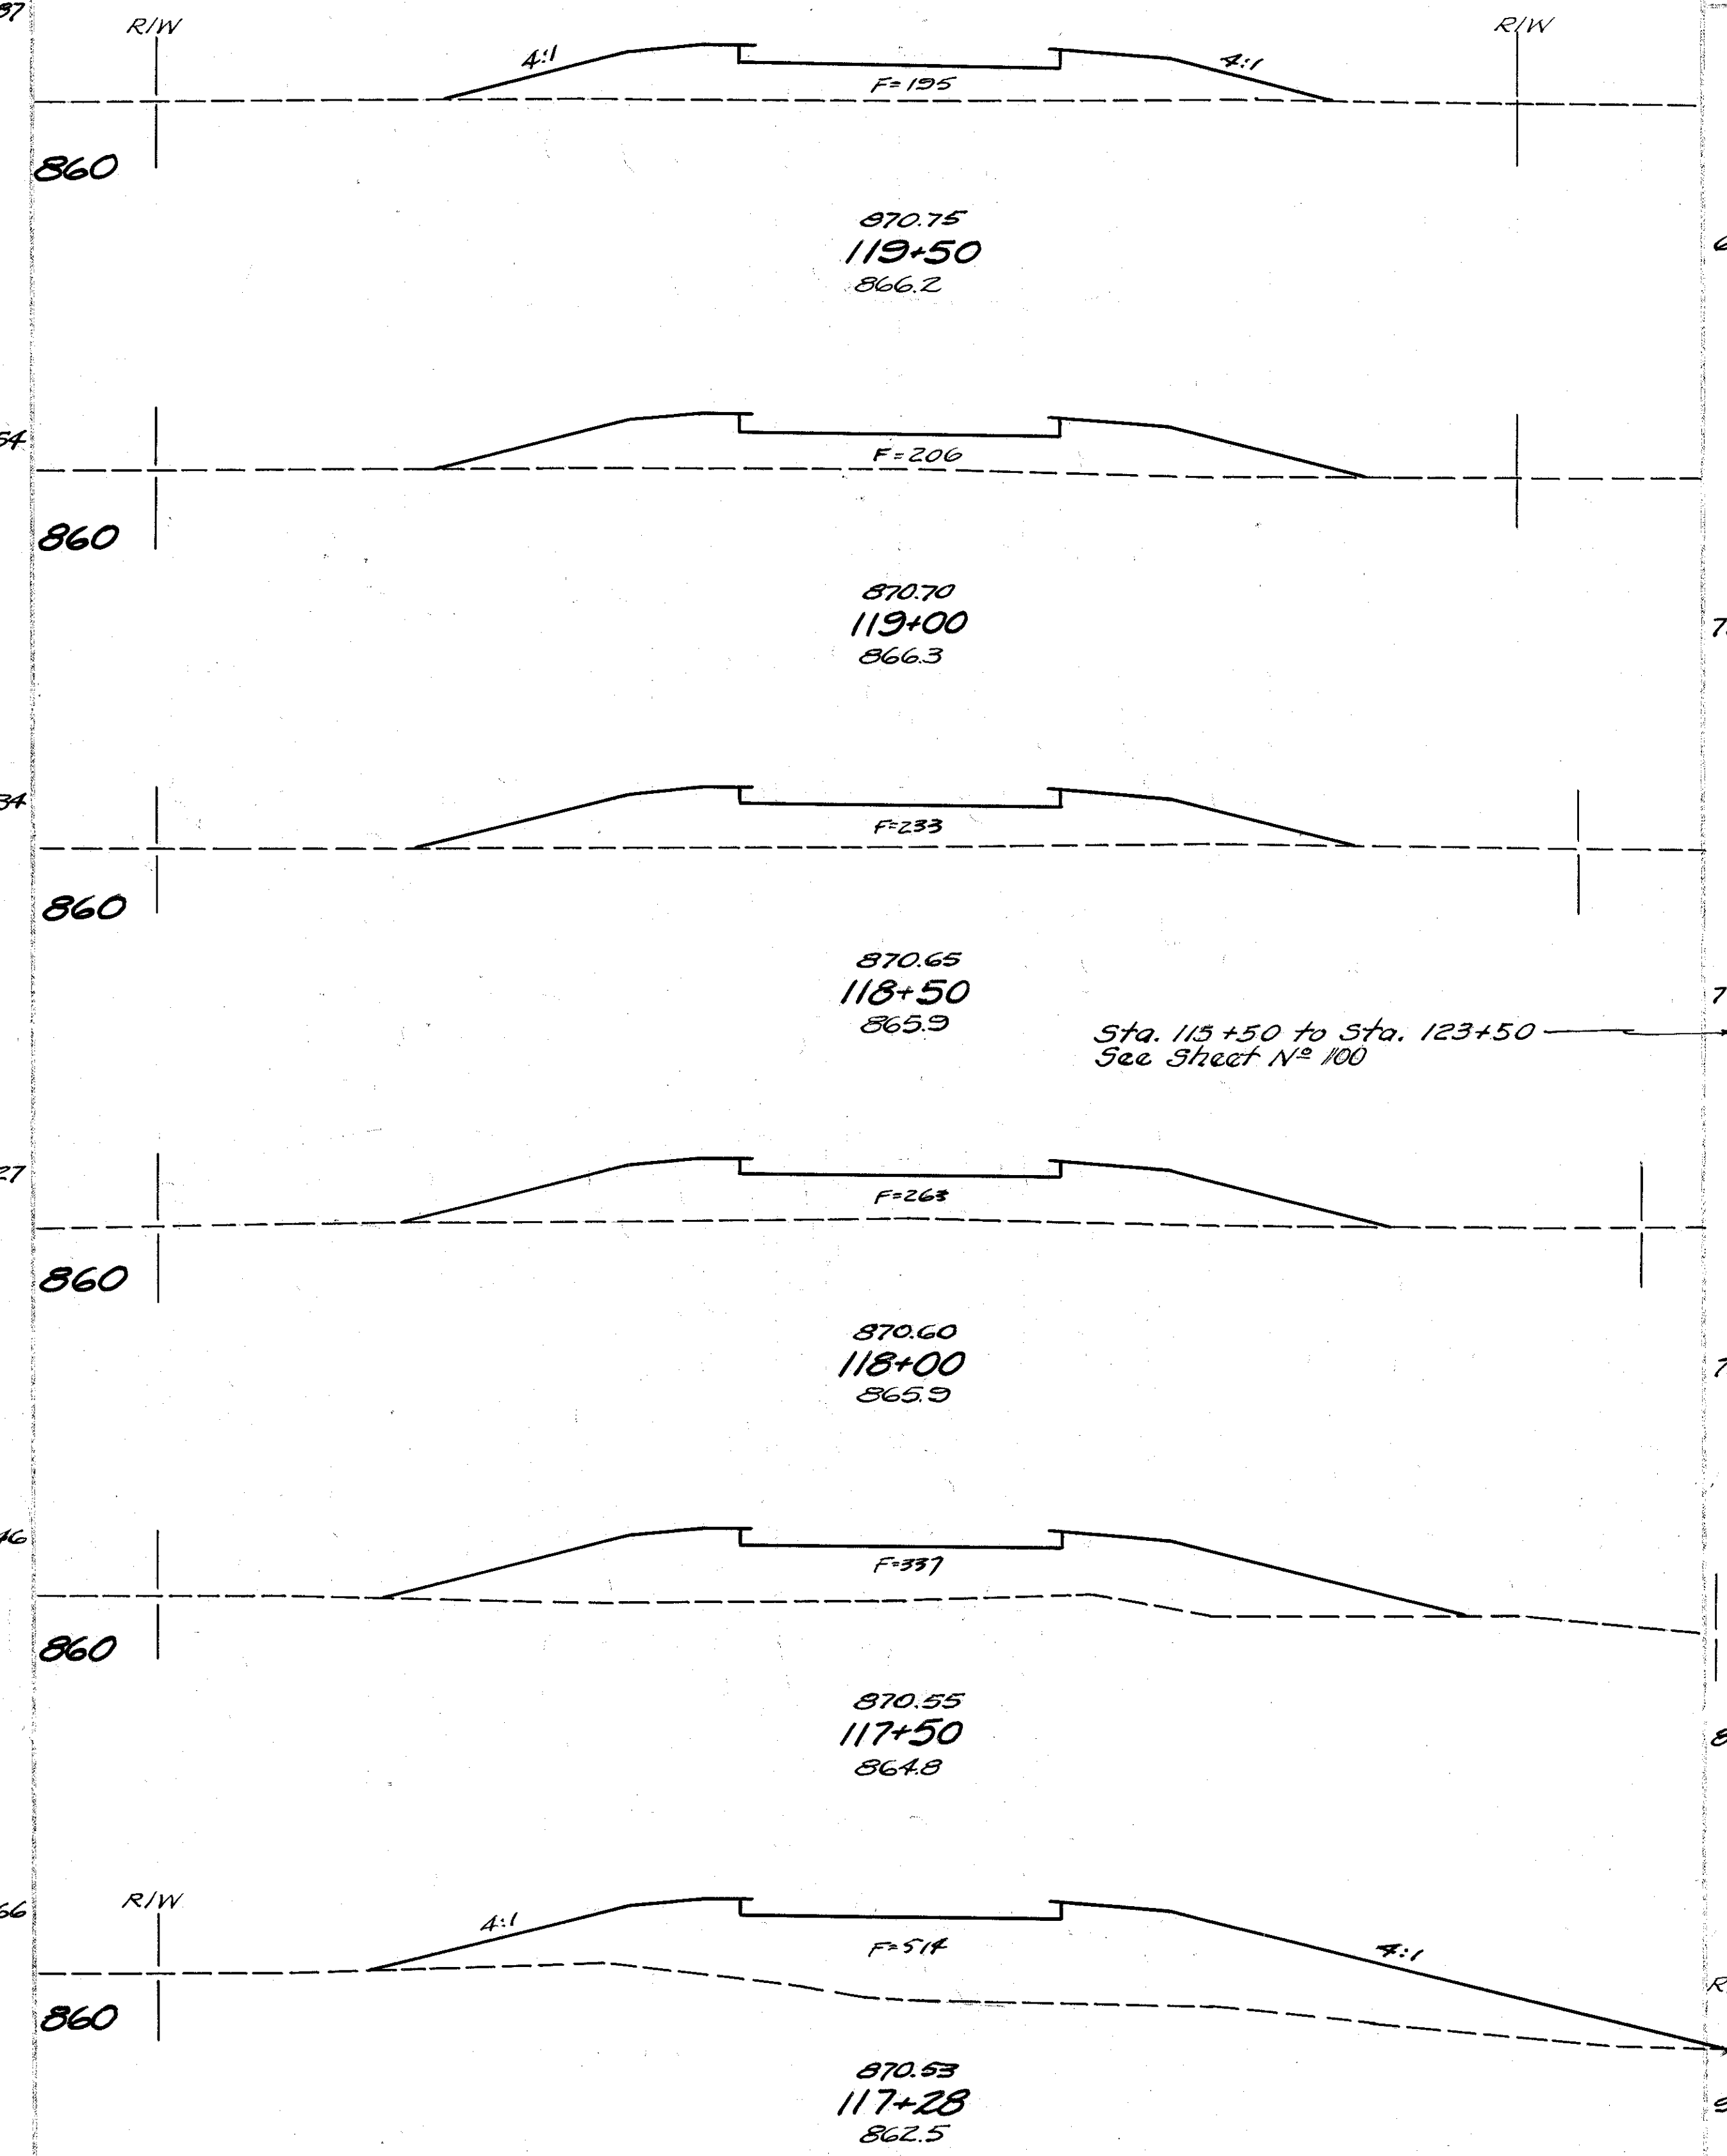 R/W R/W
4:1 4:1
F=195
860
870.75
119+50
866.2
F=206
860
870.70
119+00
866.3
F=233
860
870.65
118+50
865.9
Sta. 115+50 to Sta. 123+50
See Sheet Nº 100
F=263
860
870.60
118+00
865.9
F=337
860
870.55
117+50
864.8
R/W
4:1 4:1
F=514
860
870.53
117+28
862.5